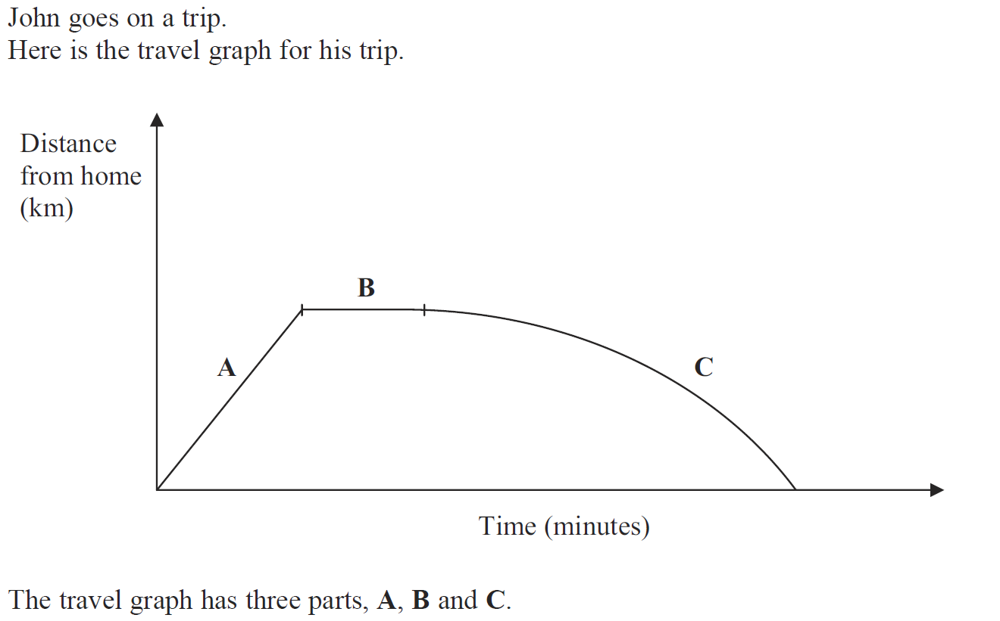 John goes on a trip.
Here is the travel graph for his trip.
Distance
from home
(km)
B
A
C
Time (minutes)
The travel graph has three parts, A, B and C.